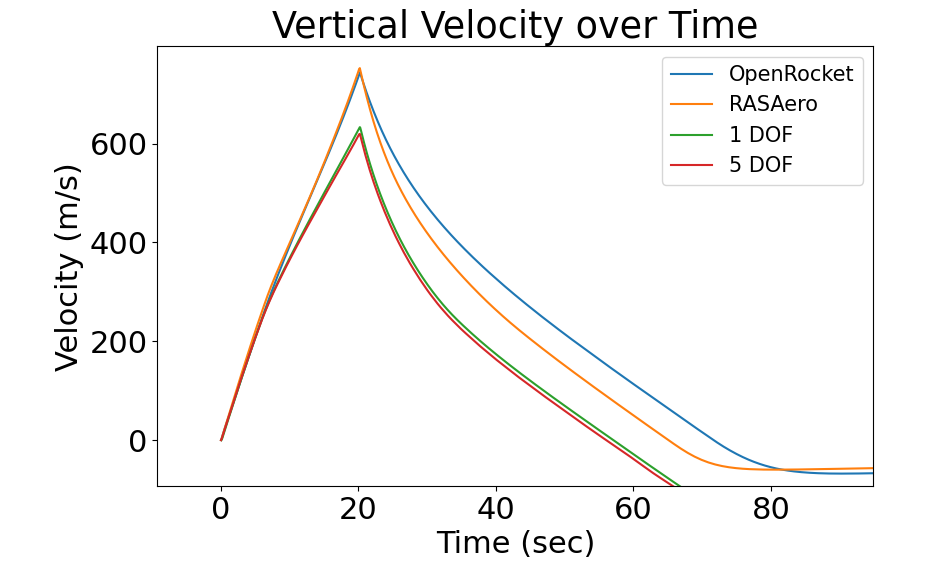 Vertical Velocity over Time
OpenRocket
RASAero
1 DOF
5 DOF
Velocity (m/s)
600
400
200
0
0 20 40 60 80
Time (sec)